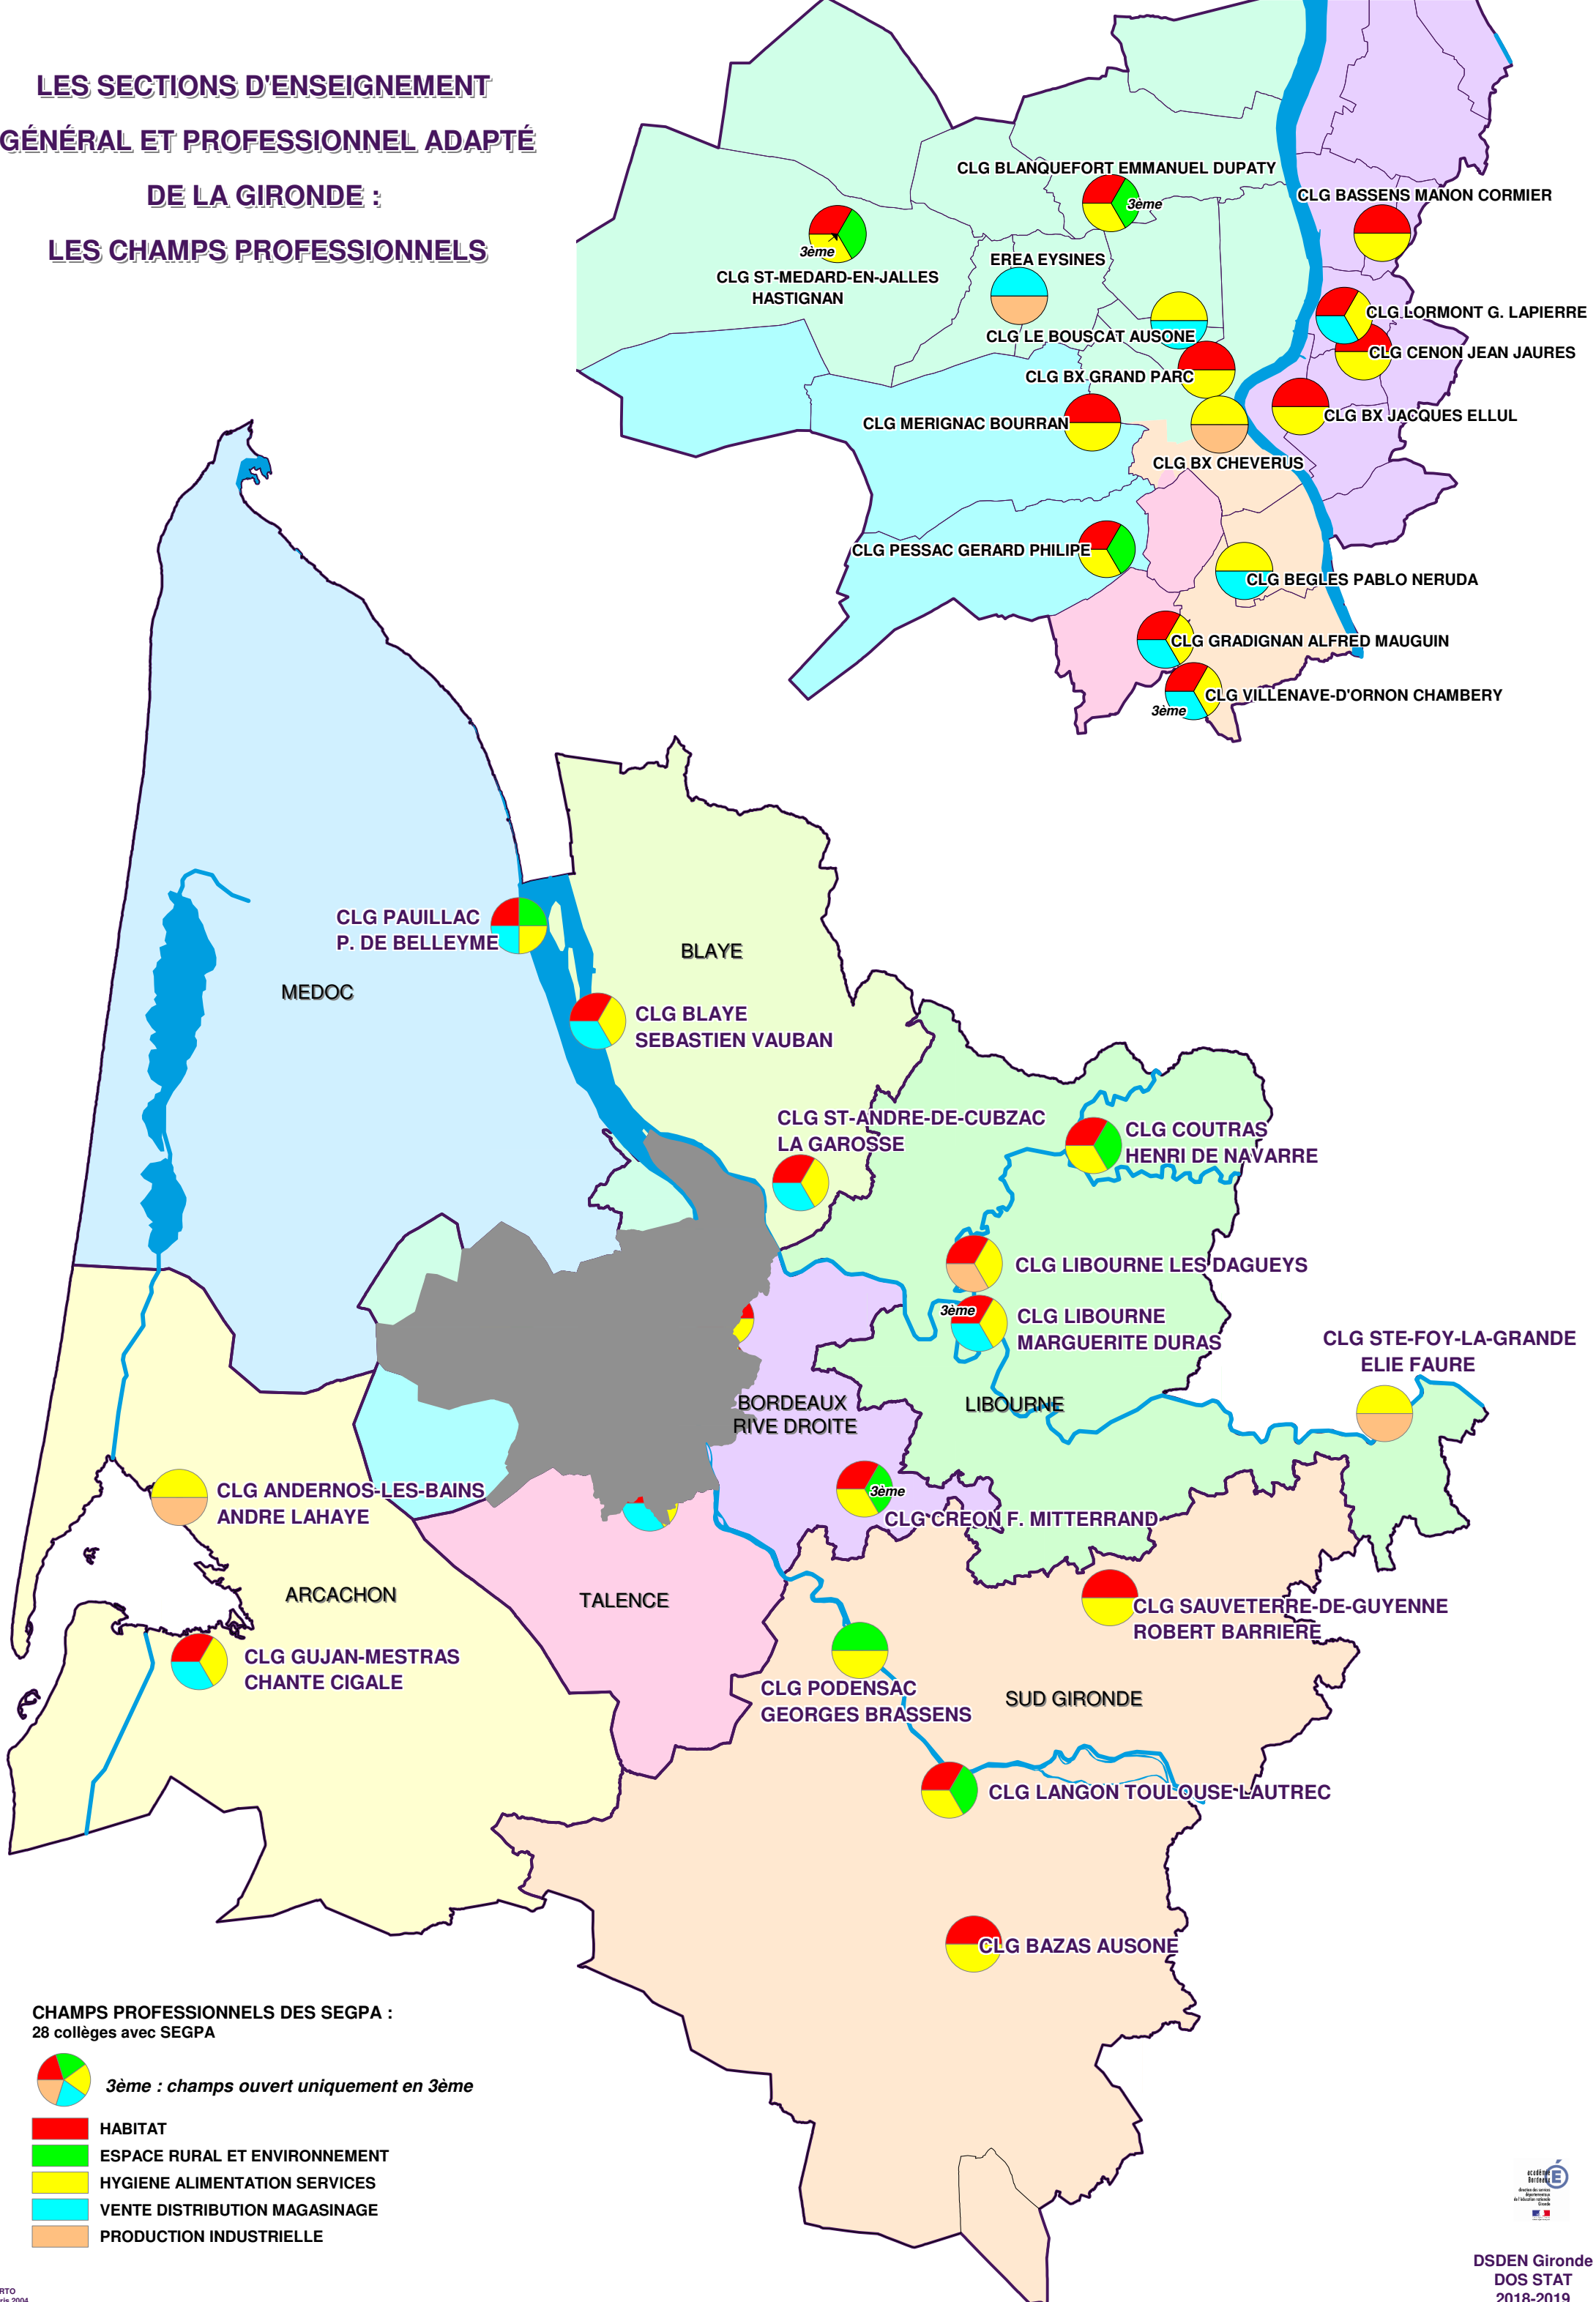 LES SECTIONS D'ENSEIGNEMENT
GÉNÉRAL ET PROFESSIONNEL ADAPTÉ
DE LA GIRONDE :
LES CHAMPS PROFESSIONNELS
CLG BLANQUEFORT EMMANUEL DUPATY
3ème
CLG BASSENS MANON CORMIER
3ème
CLG ST-MEDARD-EN-JALLES
HASTIGNAN
EREA EYSINES
CLG LORMONT G. LAPIERRE
CLG LE BOUSCAT AUSONE
CLG CENON JEAN JAURES
CLG BX GRAND PARC
CLG BX JACQUES ELLUL
CLG MERIGNAC BOURRAN
CLG BX CHEVERUS
CLG PESSAC GERARD PHILIPE
CLG BEGLES PABLO NERUDA
CLG GRADIGNAN ALFRED MAUGUIN
CLG VILLENAVE-D'ORNON CHAMBERY
3ème
CLG PAUILLAC
P. DE BELLEYME
BLAYE
MEDOC
CLG BLAYE
SEBASTIEN VAUBAN
CLG ST-ANDRE-DE-CUBZAC
LA GAROSSE
CLG COUTRAS
HENRI DE NAVARRE
CLG LIBOURNE LES DAGUEYS
3ème
CLG LIBOURNE
MARGUERITE DURAS
CLG STE-FOY-LA-GRANDE
ELIE FAURE
BORDEAUX
RIVE DROITE
LIBOURNE
CLG ANDERNOS-LES-BAINS
ANDRE LAHAYE
3ème
CLG CREON F. MITTERRAND
ARCACHON
TALENCE
CLG SAUVETERRE-DE-GUYENNE
ROBERT BARRIERE
CLG GUJAN-MESTRAS
CHANTE CIGALE
CLG PODENSAC
GEORGES BRASSENS
SUD GIRONDE
CLG LANGON TOULOUSE LAUTREC
CLG BAZAS AUSONE
CHAMPS PROFESSIONNELS DES SEGPA :
28 collèges avec SEGPA
3ème : champs ouvert uniquement en 3ème
HABITAT
ESPACE RURAL ET ENVIRONNEMENT
HYGIENE ALIMENTATION SERVICES
VENTE DISTRIBUTION MAGASINAGE
PRODUCTION INDUSTRIELLE
académie
Bordeaux
DSDEN Gironde
DOS STAT
2018-2019